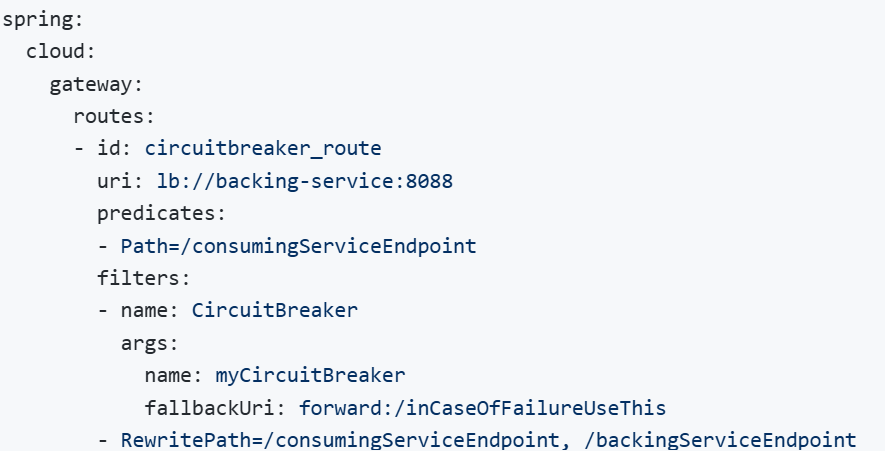 spring:
  cloud:
    gateway:
      routes:
      - id: circuitbreaker_route
        uri: lb://backing-service:8088
        predicates:
        - Path=/consumingServiceEndpoint
        filters:
        - name: CircuitBreaker
          args:
            name: myCircuitBreaker
            fallbackUri: forward:/inCaseOfFailureUseThis
        - RewritePath=/consumingServiceEndpoint, /backingServiceEndpoint